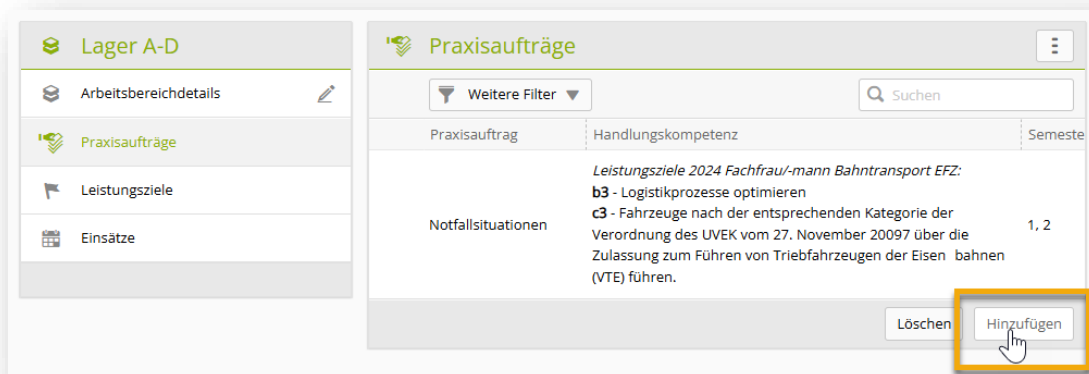 Lager A-D
Arbeitsbereichdetails
Praxisaufträge
Leistungsziele
Einsätze
Praxisaufträge
Weitere Filter
Suchen
Praxisauftrag
Handlungskompetenz
Semeste
Notfallsituationen
Leistungsziele 2024 Fachfrau/-mann Bahntransport EFZ:
b3 - Logistikprozesse optimieren
c3 - Fahrzeuge nach der entsprechenden Kategorie der
Verordnung des UVEK vom 27. November 20097 über die
Zulassung zum Führen von Triebfahrzeugen der Eisen bahnen
(VTE) führen.
1, 2
Löschen
Hinzufügen